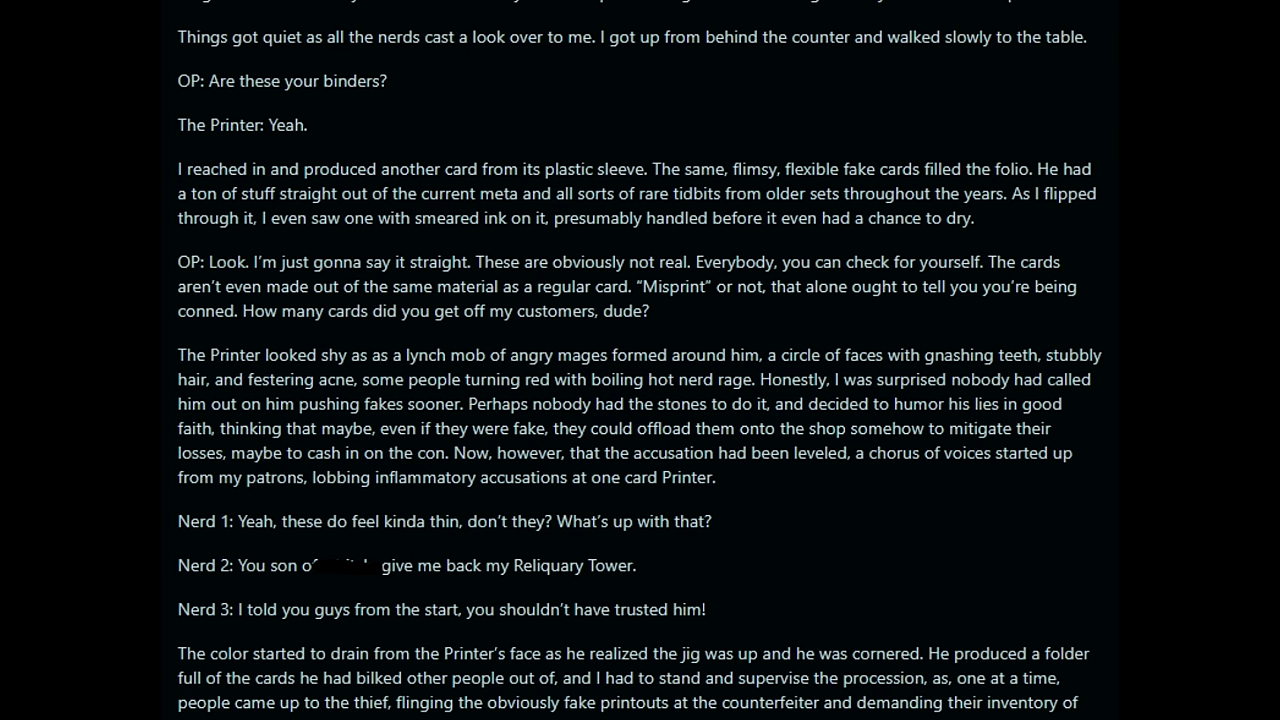 Things got quiet as all the nerds cast a look over to me. I got up from behind the counter and walked slowly to the table.
OP: Are these your binders?
The Printer: Yeah.
I reached in and produced another card from its plastic sleeve. The same, flimsy, flexible fake cards filled the folio. He had
a ton of stuff straight out of the current meta and all sorts of rare tidbits from older sets throughout the years. As I flipped
through it, I even saw one with smeared ink on it, presumably handled before it even had a chance to dry.
OP: Look. I’m just gonna say it straight. These are obviously not real. Everybody, you can check for yourself. The cards
aren’t even made out of the same material as a regular card. “Misprint” or not, that alone ought to tell you you’re being
conned. How many cards did you get off my customers, dude?
The Printer looked shy as as a lynch mob of angry mages formed around him, a circle of faces with gnashing teeth, stubbly
hair, and festering acne, some people turning red with boiling hot nerd rage. Honestly, I was surprised nobody had called
him out on him pushing fakes sooner. Perhaps nobody had the stones to do it, and decided to humor his lies in good
faith, thinking that maybe, even if they were fake, they could offload them onto the shop somehow to mitigate their
losses, maybe to cash in on the con. Now, however, that the accusation had been leveled, a chorus of voices started up
from my patrons, lobbing inflammatory accusations at one card Printer.
Nerd 1: Yeah, these do feel kinda thin, don’t they? What’s up with that?
Nerd 2: You son of give me back my Reliquary Tower.
Nerd 3: I told you guys from the start, you shouldn’t have trusted him!
The color started to drain from the Printer’s face as he realized the jig was up and he was cornered. He produced a folder
full of the cards he had bilked other people out of, and I had to stand and supervise the procession, as, one at a time,
people came up to the thief, flinging the obviously fake printouts at the counterfeiter and demanding their inventory of